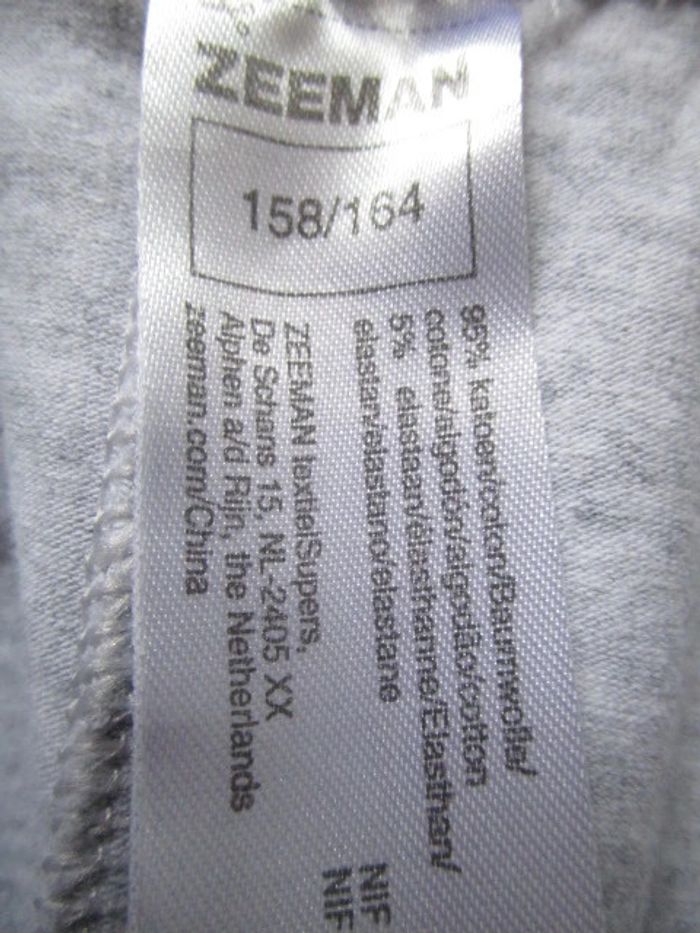 ZEEMAN
158/164
95% katoen/coton/Baumwolle/
cotone/algodón/algodão/cotton
5% elastaan/élasthanne/Elasthan/
elastan/elastano/elastane
ZEEMAN textielSupers,
De Schans 15, NL-2405 XX
Alphen a/d Rijn, the Netherlands
zeeman.com/China
NIF
NIF